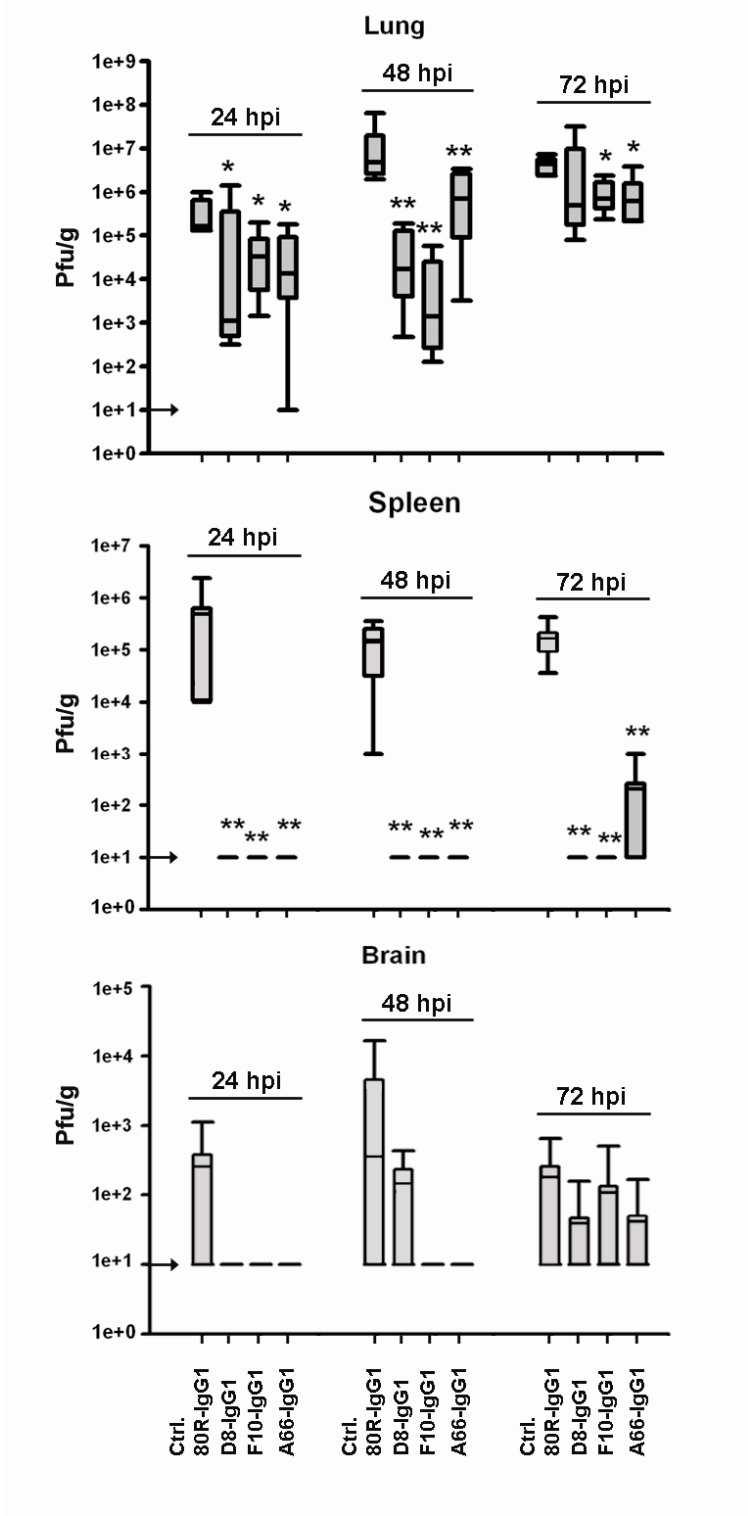 Lung
48 hpi
72 hpi
24 hpi
1e+9
1e+8
1e+7
1e+6
1e+5
1e+4
1e+3
1e+2
1e+1
1e+0
Pfu/g
* * *
** ** **
* *
Spleen
24 hpi
48 hpi
72 hpi
1e+7
1e+6
1e+5
1e+4
1e+3
1e+2
1e+1
1e+0
Pfu/g
** ** **
** ** **
** ** **
Brain
48 hpi
24 hpi
72 hpi
1e+5
1e+4
1e+3
1e+2
1e+1
1e+0
Pfu/g
Ctrl.
80R-IgG1
D8-IgG1
F10-IgG1
A66-IgG1
Ctrl.
80R-IgG1
D8-IgG1
F10-IgG1
A66-IgG1
Ctrl.
80R-IgG1
D8-IgG1
F10-IgG1
A66-IgG1